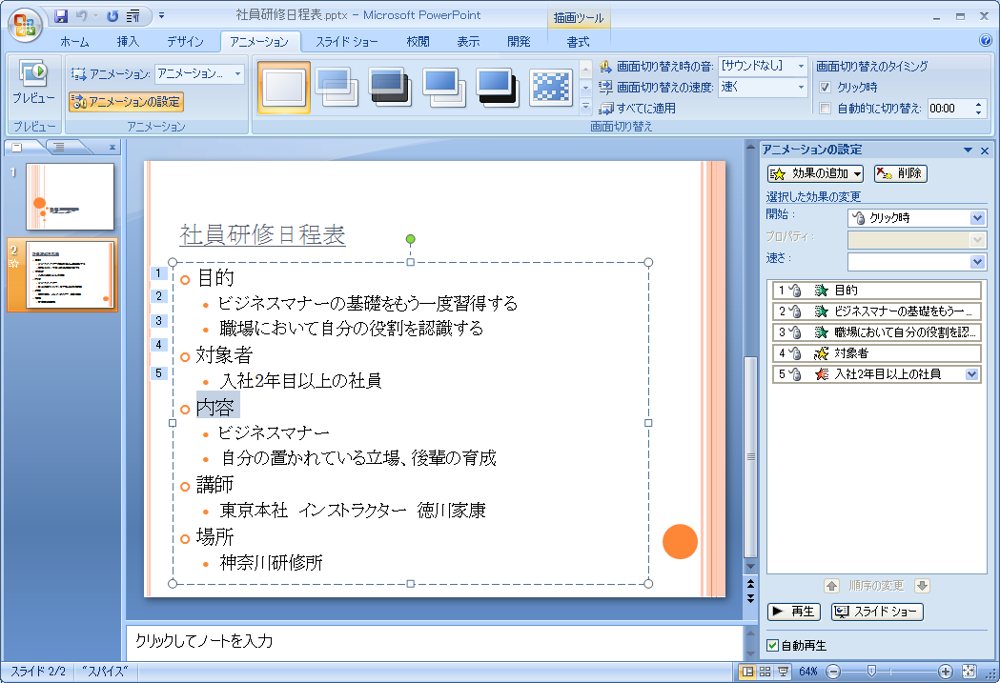 社員研修日程表.pptx - Microsoft PowerPoint
描画ツール
ホーム 挿入 デザイン アニメーション スライド ショー 校閲 表示 開発 書式
プレビュー
プレビュー
アニメーション: アニメーション...
アニメーションの設定
アニメーション
画面切り替え時の音: [サウンドなし]
画面切り替えの速度: 速く
すべてに適用
画面切り替え
画面切り替えのタイミング
クリック時
自動的に切り替え: 00:00
1
2
社員研修日程表
1 目的
2 ビジネスマナーの基礎をもう一度習得する
3 職場において自分の役割を認識する
4 対象者
5 入社2年目以上の社員
内容
ビジネスマナー
自分の置かれている立場、後輩の育成
講師
東京本社 インストラクター 徳川家康
場所
神奈川研修所
クリックしてノートを入力
アニメーションの設定
効果の追加 削除
選択した効果の変更
開始: クリック時
プロパティ:
速さ:
1 目的
2 ビジネスマナーの基礎をもう一...
3 職場において自分の役割を認...
4 対象者
5 入社2年目以上の社員
順序の変更
再生 スライド ショー
自動再生
スライド 2/2 "スパイス" 64%